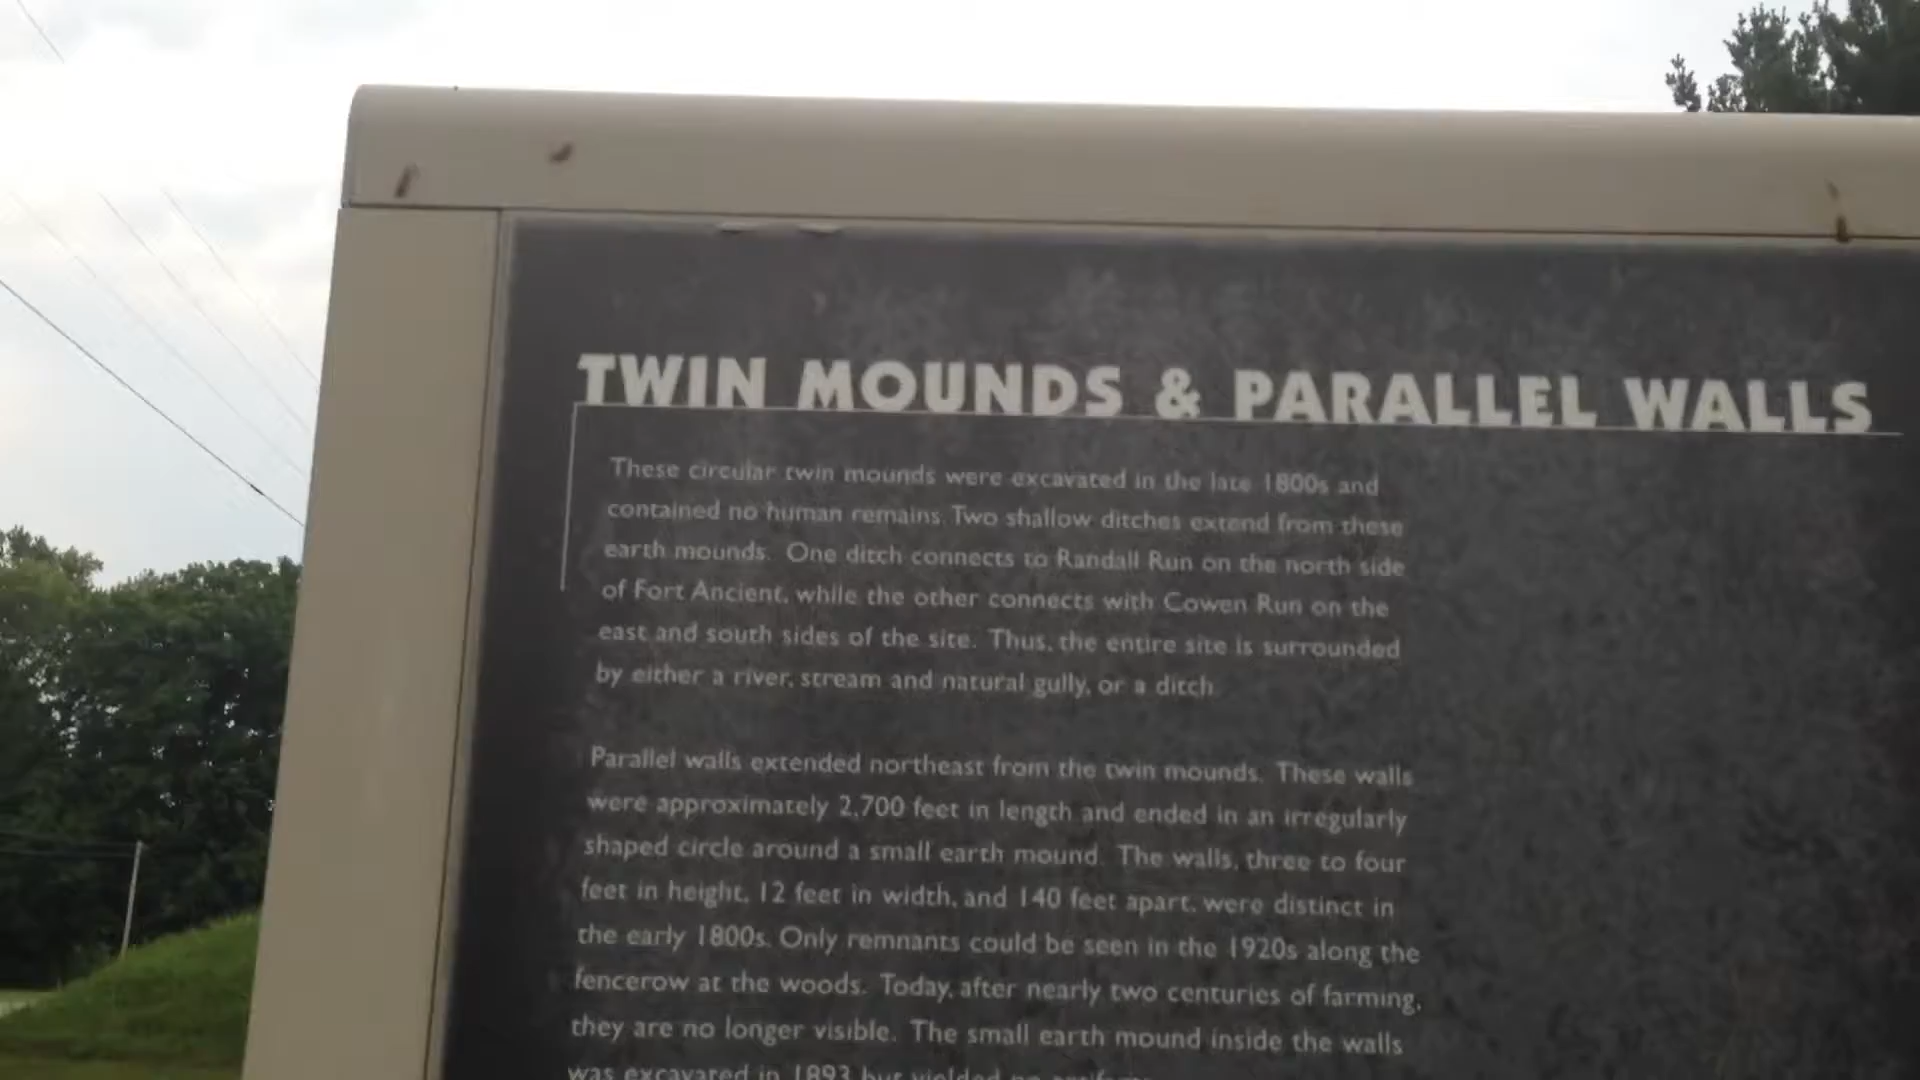 TWIN MOUNDS & PARALLEL WALLS
These circular twin mounds were excavated in the late 1800s and
contained no human remains. Two shallow ditches extend from these
earth mounds. One ditch connects to Randall Run on the north side
of Fort Ancient, while the other connects with Cowen Run on the
east and south sides of the site. Thus, the entire site is surrounded
by either a river, stream and natural gully, or a ditch.
Parallel walls extended northeast from the twin mounds. These walls
were approximately 2,700 feet in length and ended in an irregularly
shaped circle around a small earth mound. The walls, three to four
feet in height, 12 feet in width, and 140 feet apart, were distinct in
the early 1800s. Only remnants could be seen in the 1920s along the
fencerow at the woods. Today, after nearly two centuries of farming,
they are no longer visible. The small earth mound inside the walls
was excavated in 1893 but yielded no